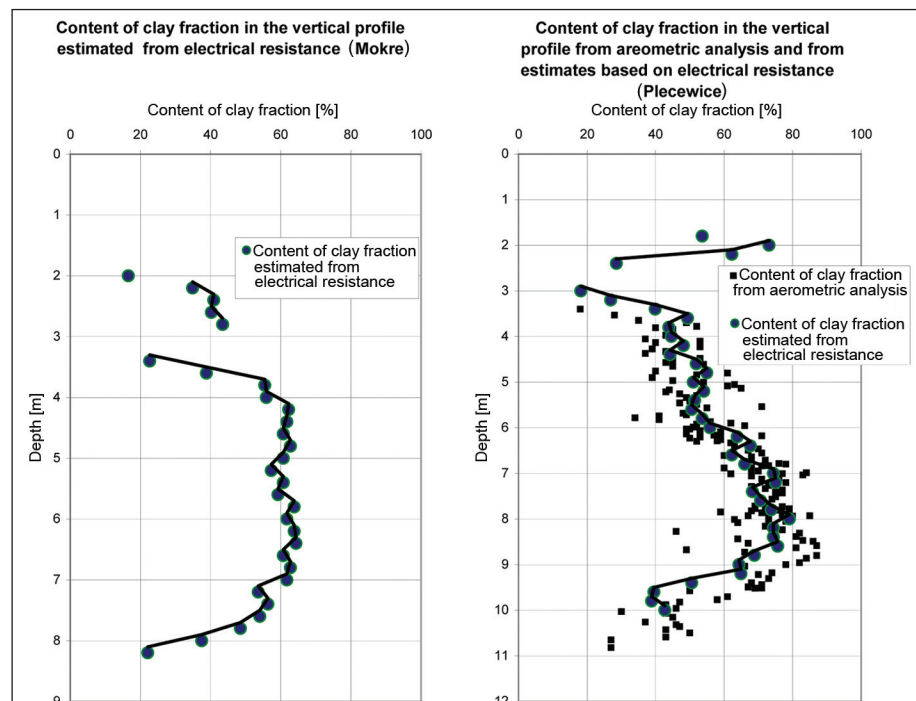 Content of clay fraction in the vertical profile
estimated from electrical resistance (Mokre)
Content of clay fraction [%]
0 20 40 60 80 100
0
1
2
3
4
5
6
7
8
9
Depth [m]
Content of clay fraction
estimated from
electrical resistance
Content of clay fraction in the vertical
profile from areometric analysis and from
estimates based on electrical resistance
(Plecewice)
Content of clay fraction [%]
0 20 40 60 80 100
0
1
2
3
4
5
6
7
8
9
10
11
12
Depth [m]
Content of clay fraction
from aerometric analysis
Content of clay fraction
estimated from
electrical resistance